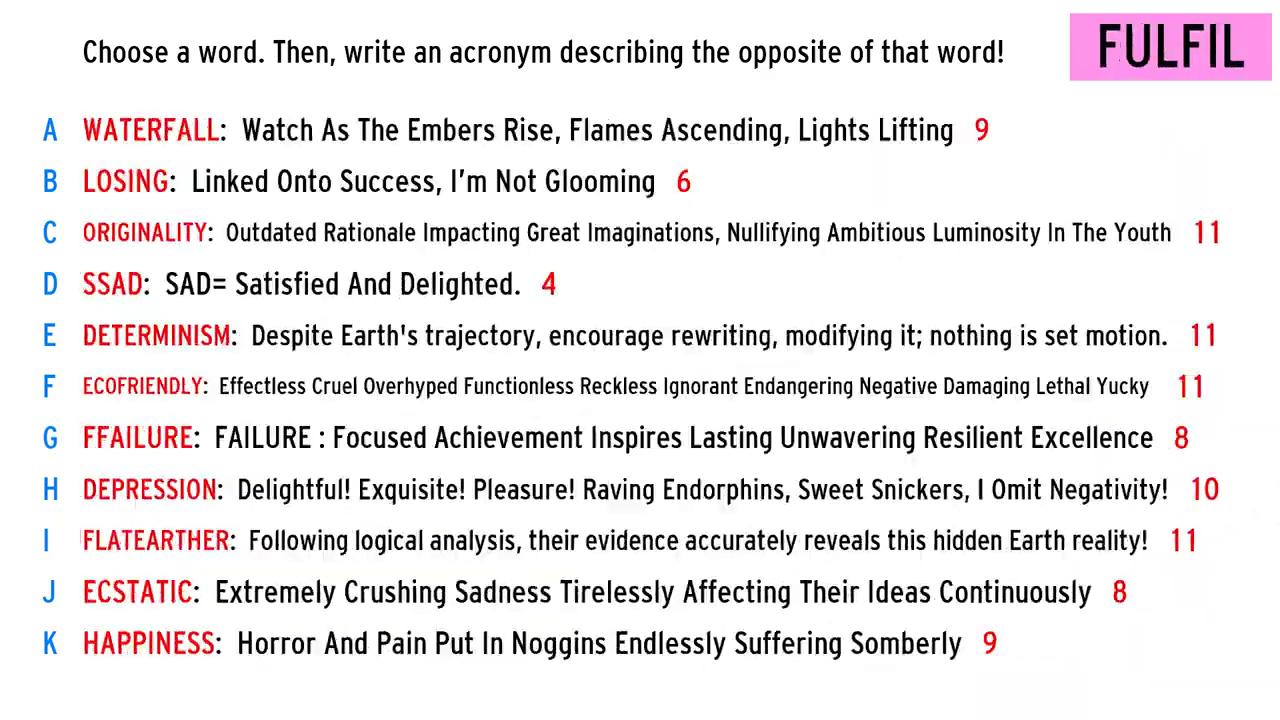 Choose a word. Then, write an acronym describing the opposite of that word!
FULFIL
A WATERFALL: Watch As The Embers Rise, Flames Ascending, Lights Lifting 9
B LOSING: Linked Onto Success, I'm Not Glooming 6
C ORIGINALITY: Outdated Rationale Impacting Great Imaginations, Nullifying Ambitious Luminosity In The Youth 11
D SSAD: SAD= Satisfied And Delighted. 4
E DETERMINISM: Despite Earth's trajectory, encourage rewriting, modifying it; nothing is set motion. 11
F ECOFRIENDLY: Effectless Cruel Overhyped Functionless Reckless Ignorant Endangering Negative Damaging Lethal Yucky 11
G FFAILURE: FAILURE : Focused Achievement Inspires Lasting Unwavering Resilient Excellence 8
H DEPRESSION: Delightful! Exquisite! Pleasure! Raving Endorphins, Sweet Snickers, I Omit Negativity! 10
I FLATEARTHER: Following logical analysis, their evidence accurately reveals this hidden Earth reality! 11
J ECSTATIC: Extremely Crushing Sadness Tirelessly Affecting Their Ideas Continuously 8
K HAPPINESS: Horror And Pain Put In Noggins Endlessly Suffering Somberly 9